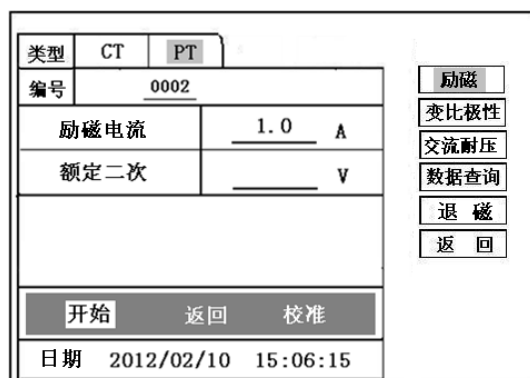 类型 CT PT
编号 0002
励磁电流 1.0 A
额定二次 V
开始 返回 校准
日期 2012/02/10 15:06:15
励磁
变比极性
交流耐压
数据查询
退 磁
返 回